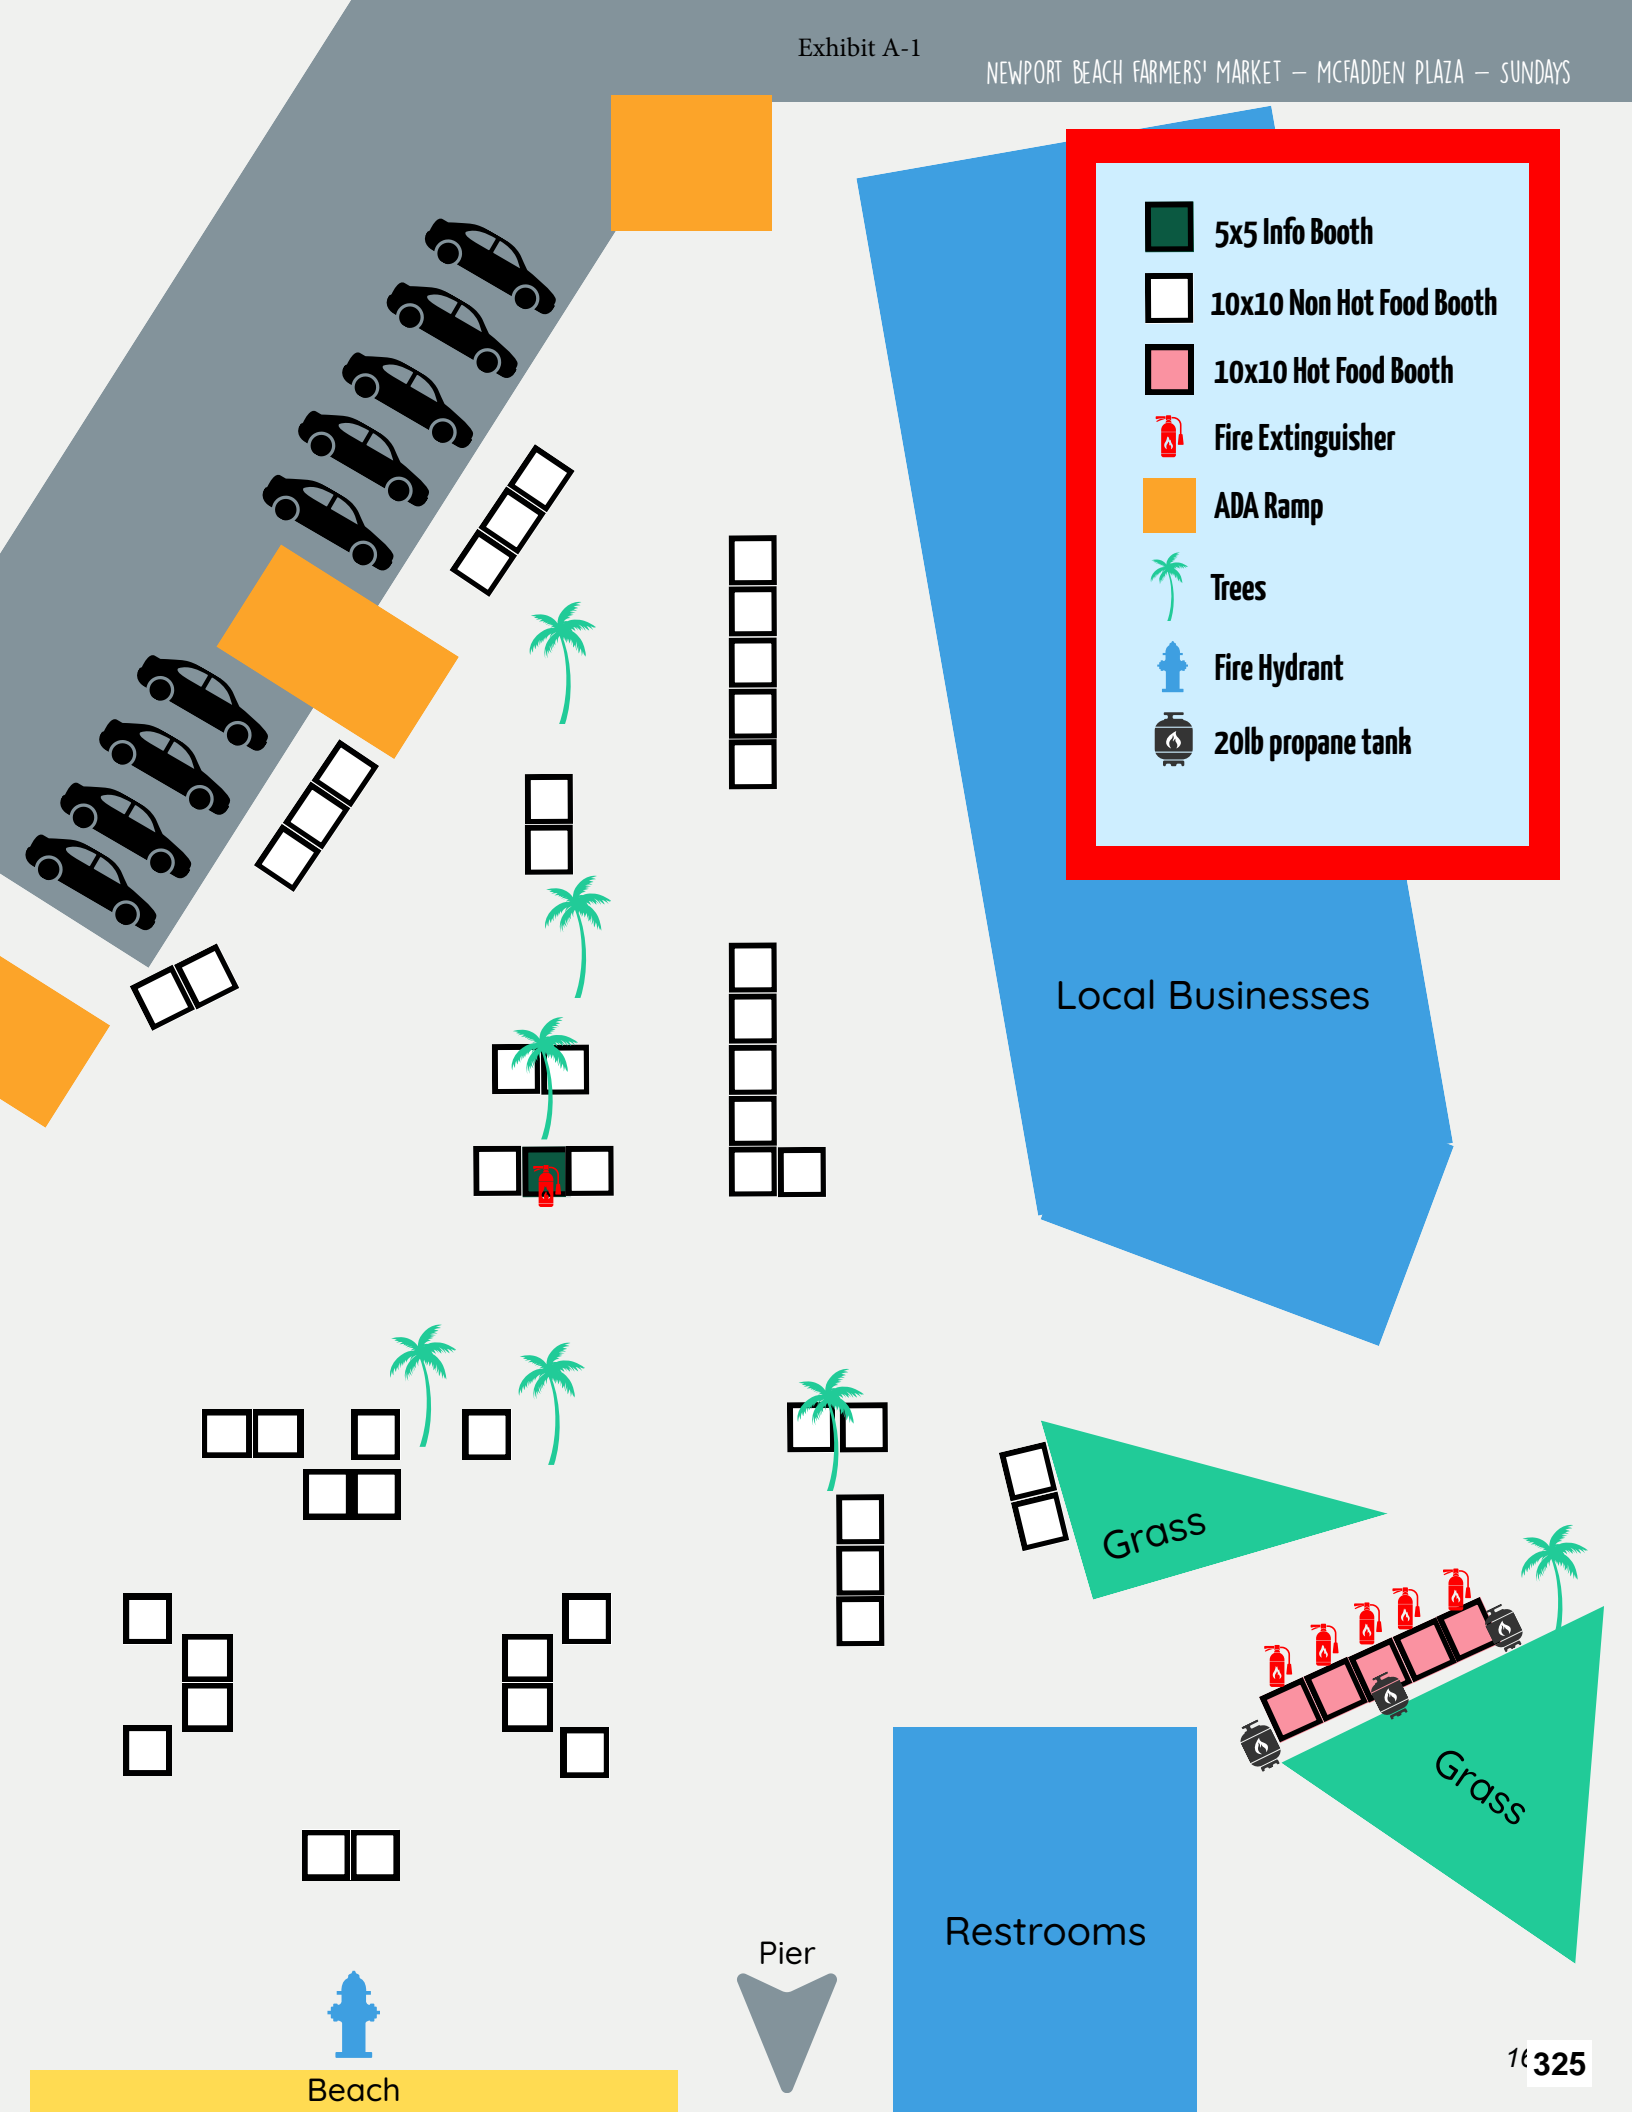 Exhibit A-1
NEWPORT BEACH FARMERS' MARKET – MCFADDEN PLAZA – SUNDAYS
5x5 Info Booth
10x10 Non Hot Food Booth
10x10 Hot Food Booth
Fire Extinguisher
ADA Ramp
Trees
Fire Hydrant
20lb propane tank
Local Businesses
Grass
Grass
Restrooms
Pier
Beach
325